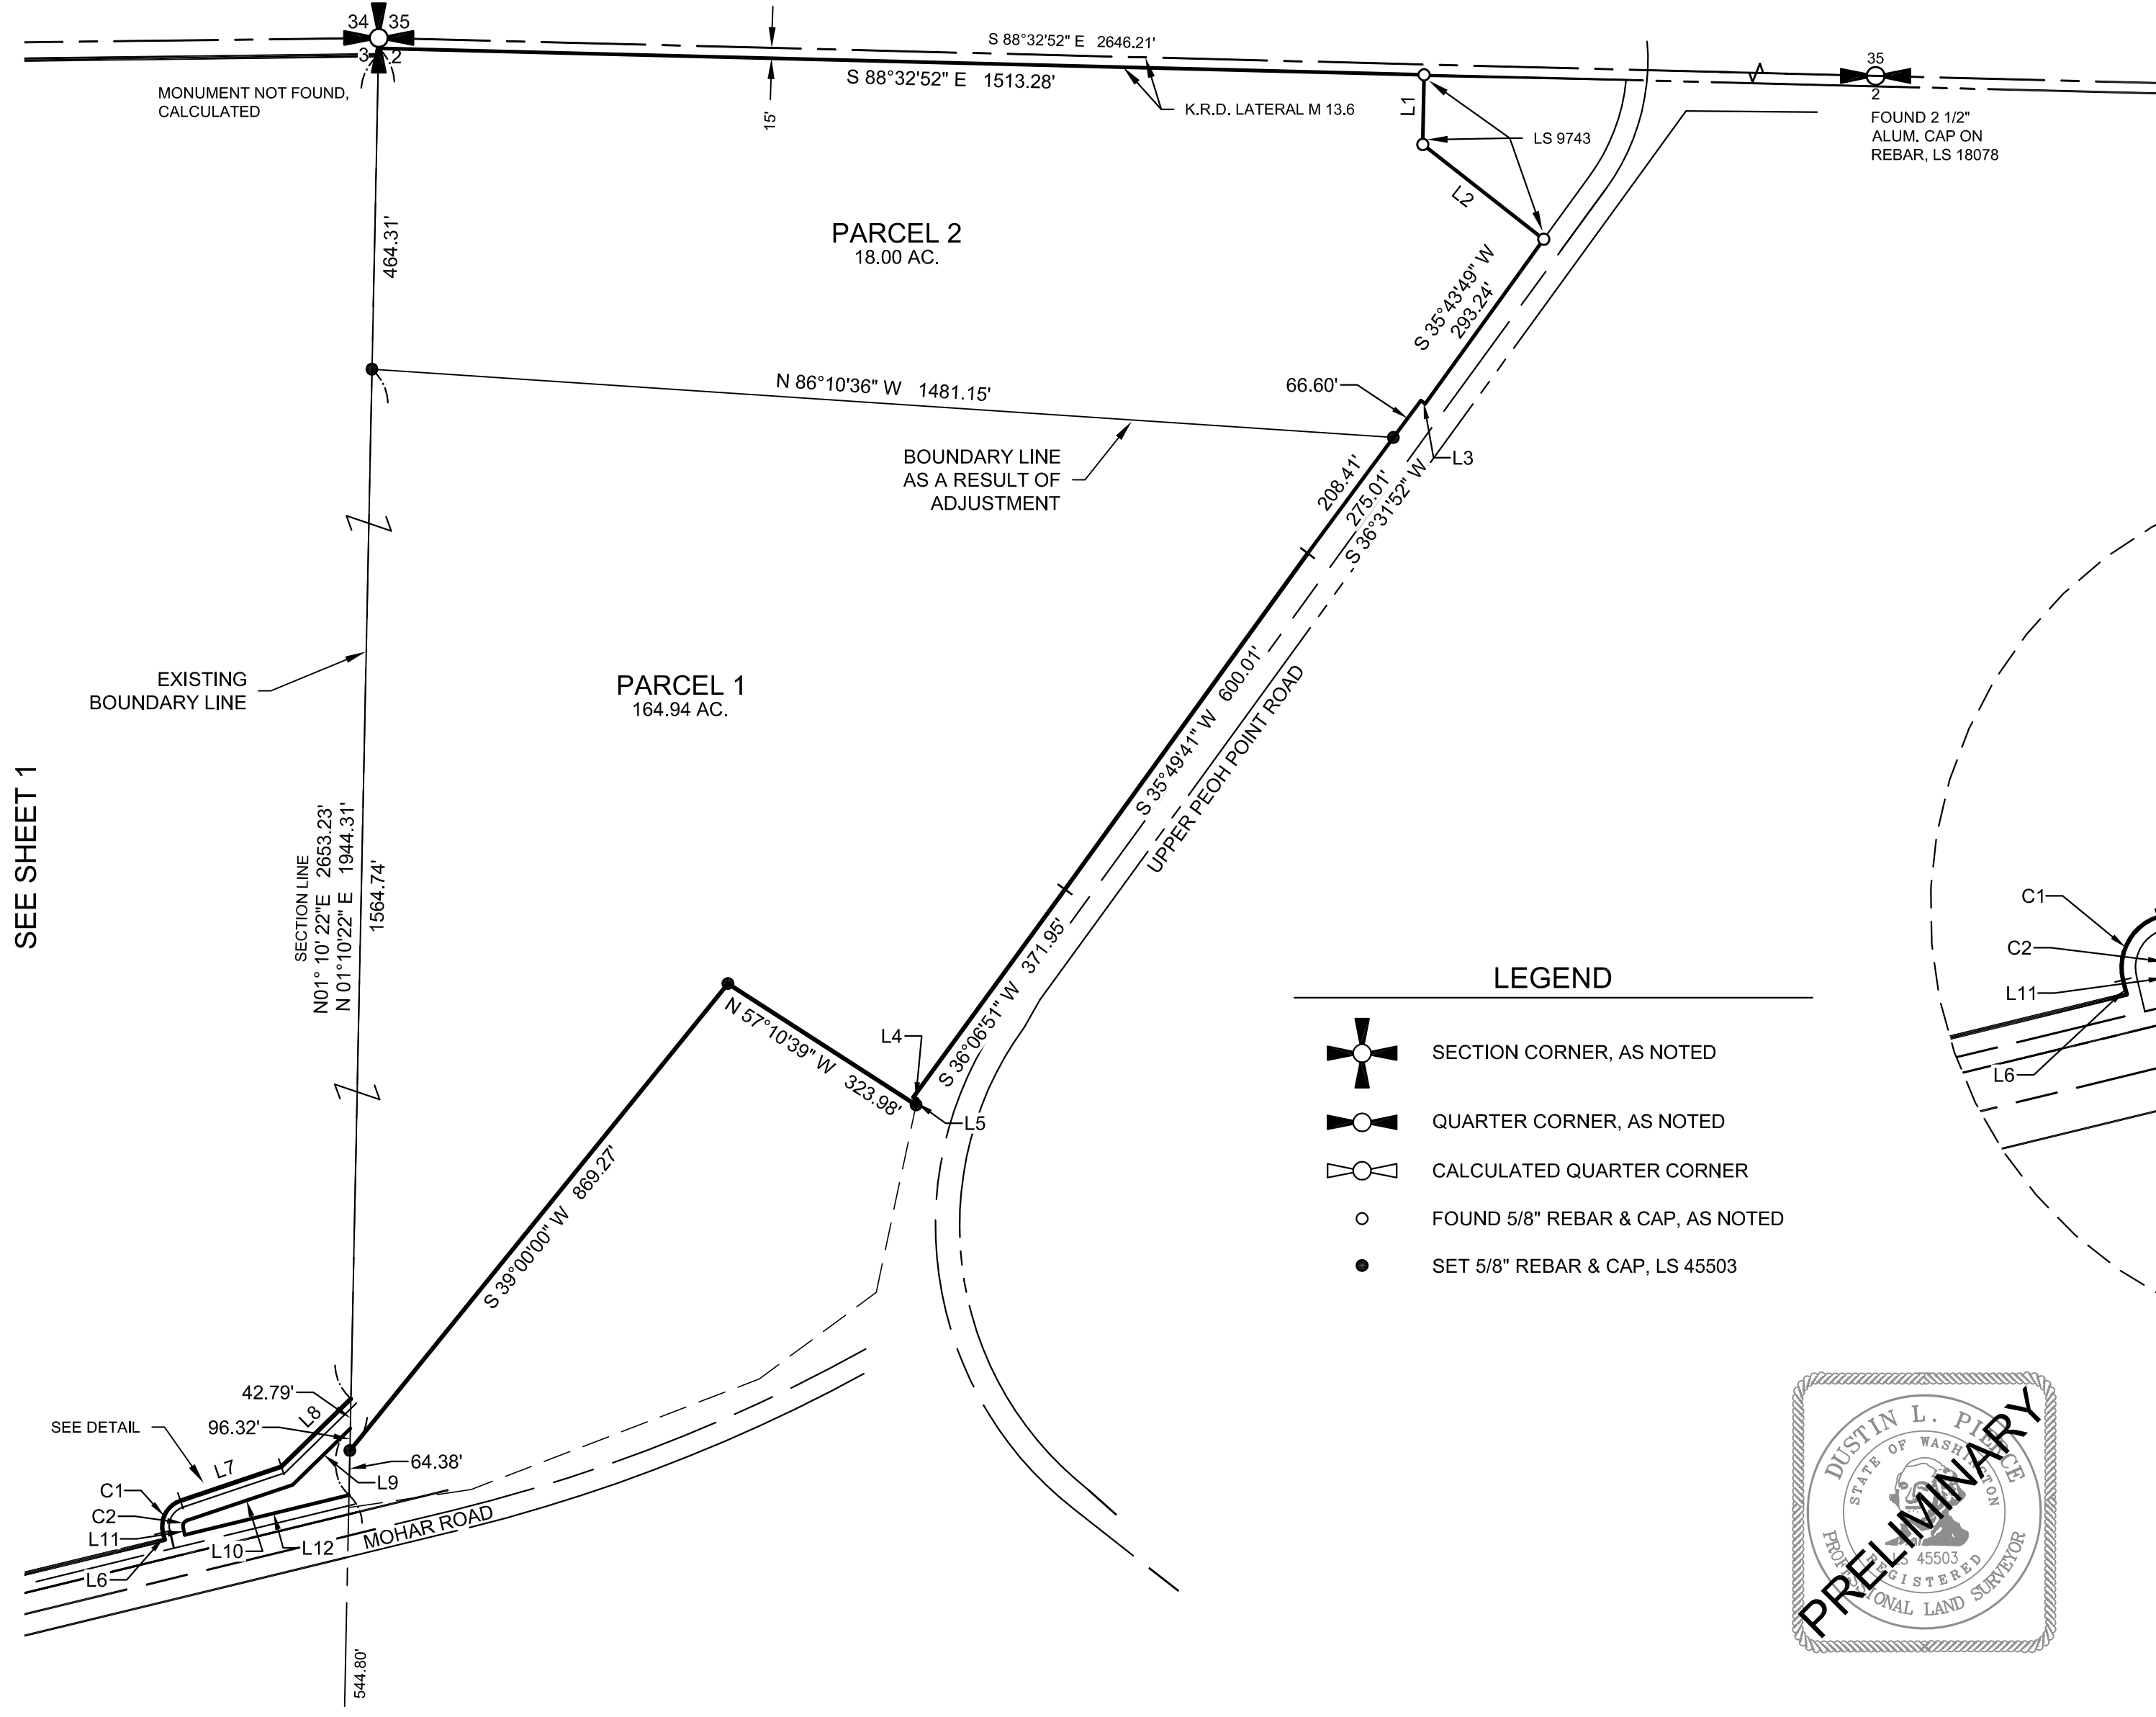 34 35
3 2
MONUMENT NOT FOUND,
CALCULATED
15'
S 88°32'52" E 2646.21'
S 88°32'52" E 1513.28'
K.R.D. LATERAL M 13.6
L1
LS 9743
35
2
FOUND 2 1/2"
ALUM. CAP ON
REBAR, LS 18078
L2
464.31'
PARCEL 2
18.00 AC.
S 35°43'49" W
293.24'
N 86°10'36" W 1481.15'
66.60'
L3
BOUNDARY LINE
AS A RESULT OF
ADJUSTMENT
208.41'
275.01'
S 36°31'52" W
EXISTING
BOUNDARY LINE
PARCEL 1
164.94 AC.
S 35°49'41" W 600.01'
UPPER PEOH POINT ROAD
SEE SHEET 1
SECTION LINE
N01° 10' 22"E 2653.23'
N 01°10'22" E 1944.31'
1564.74'
S 36°06'51" W 371.95'
N 57°10'39" W 323.98'
L4
L5
S 39°00'00" W 869.27'
LEGEND
SECTION CORNER, AS NOTED
QUARTER CORNER, AS NOTED
CALCULATED QUARTER CORNER
FOUND 5/8" REBAR & CAP, AS NOTED
SET 5/8" REBAR & CAP, LS 45503
C1
C2
L11
L6
42.79'
L8
SEE DETAIL
96.32'
64.38'
L7
L9
C1
C2
L11
L10
L12
L6
MOHAR ROAD
544.80'
DUSTIN L. PIERCE
STATE OF WASHINGTON
LS 45503
REGISTERED
PROFESSIONAL LAND SURVEYOR
PRELIMINARY